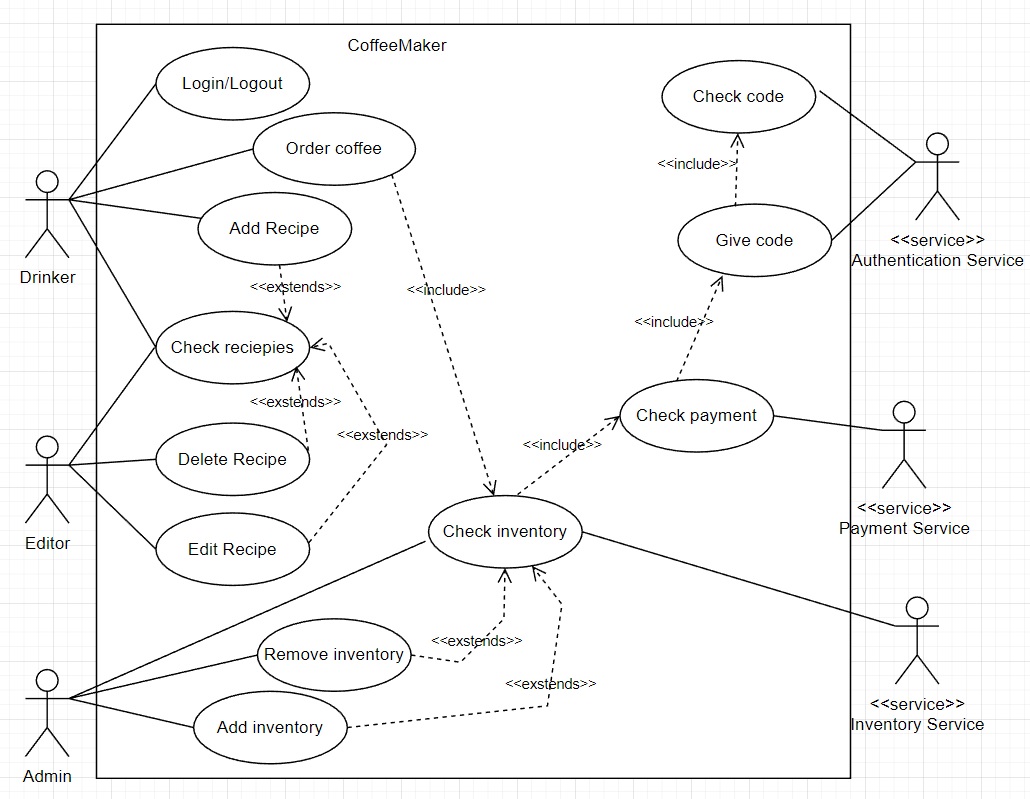 CoffeeMaker
Login/Logout
Check code
Order coffee
<<include>>
Add Recipe
Give code
Drinker
<<service>>
Authentication Service
<<exstends>>
<<include>>
<<include>>
Check reciepies
<<exstends>>
Check payment
<<exstends>>
<<include>>
Delete Recipe
<<service>>
Payment Service
Check inventory
Editor
Edit Recipe
<<exstends>>
Remove inventory
<<exstends>>
<<service>>
Inventory Service
Add inventory
Admin